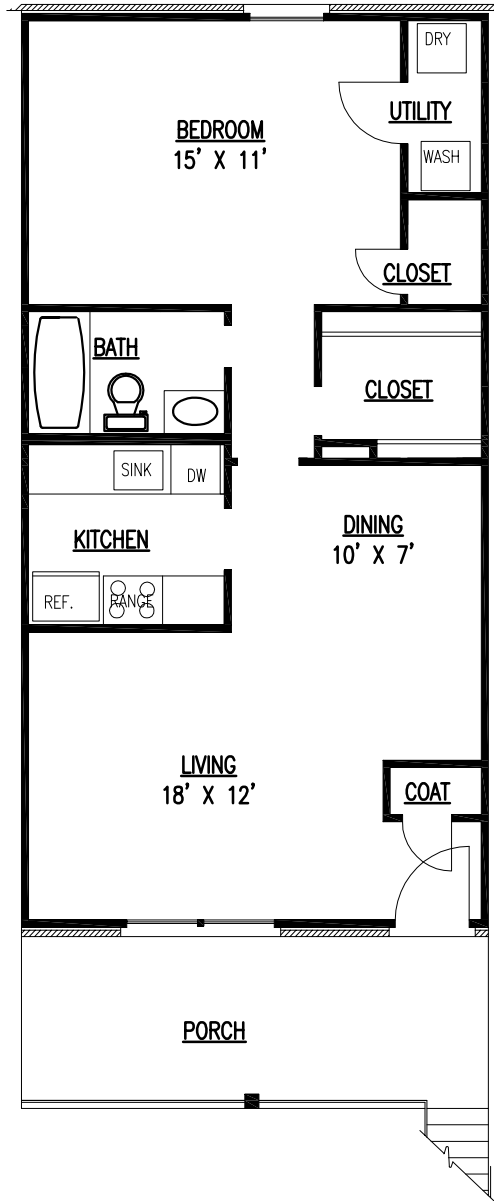 DRY
UTILITY
BEDROOM
15' X 11'
WASH
CLOSET
BATH
CLOSET
SINK
DW
DINING
10' X 7'
KITCHEN
REF.
RANGE
LIVING
18' X 12'
COAT
PORCH